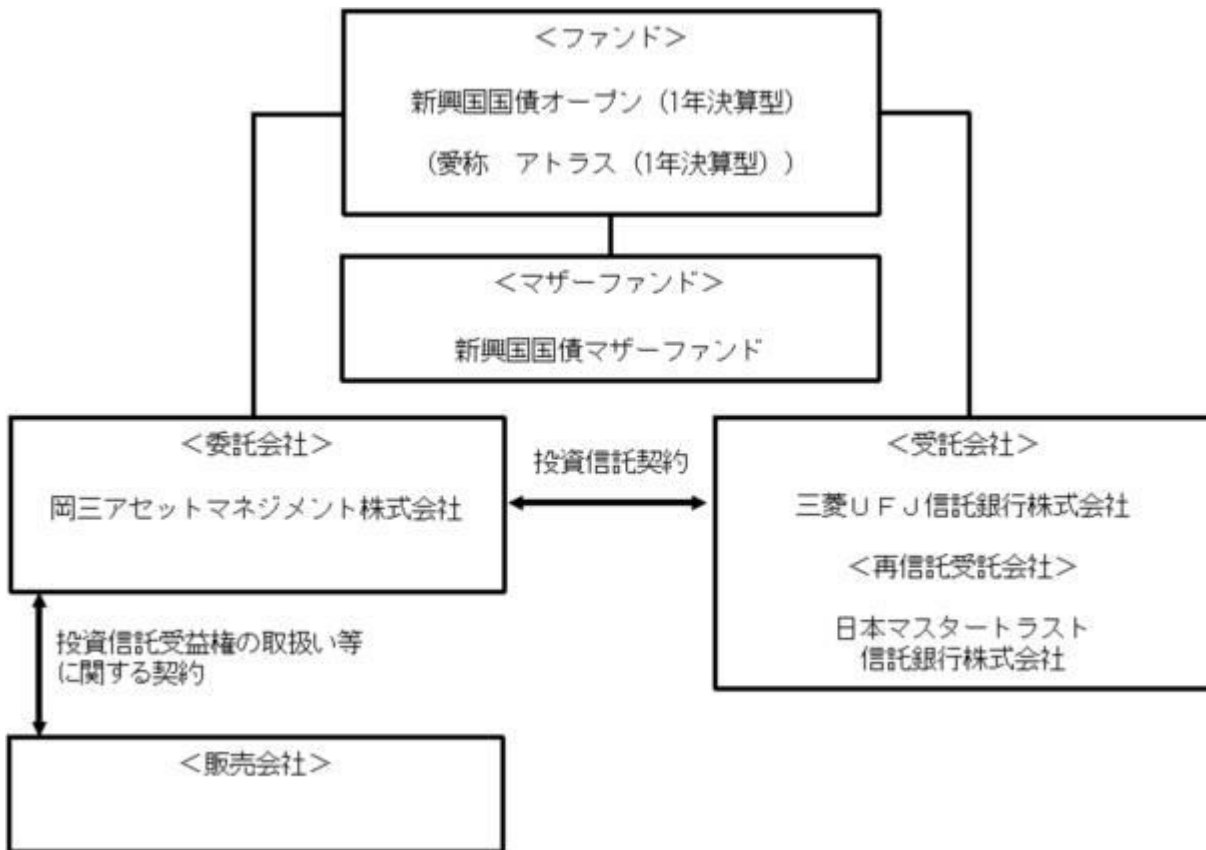 ＜ファンド＞
新興国国債オープン（1年決算型）
（愛称　アトラス（1年決算型））
＜マザーファンド＞
新興国国債マザーファンド
＜委託会社＞
岡三アセットマネジメント株式会社
投資信託契約
＜受託会社＞
三菱ＵＦＪ信託銀行株式会社
＜再信託受託会社＞
日本マスタートラスト
信託銀行株式会社
投資信託受益権の取扱い等
に関する契約
＜販売会社＞